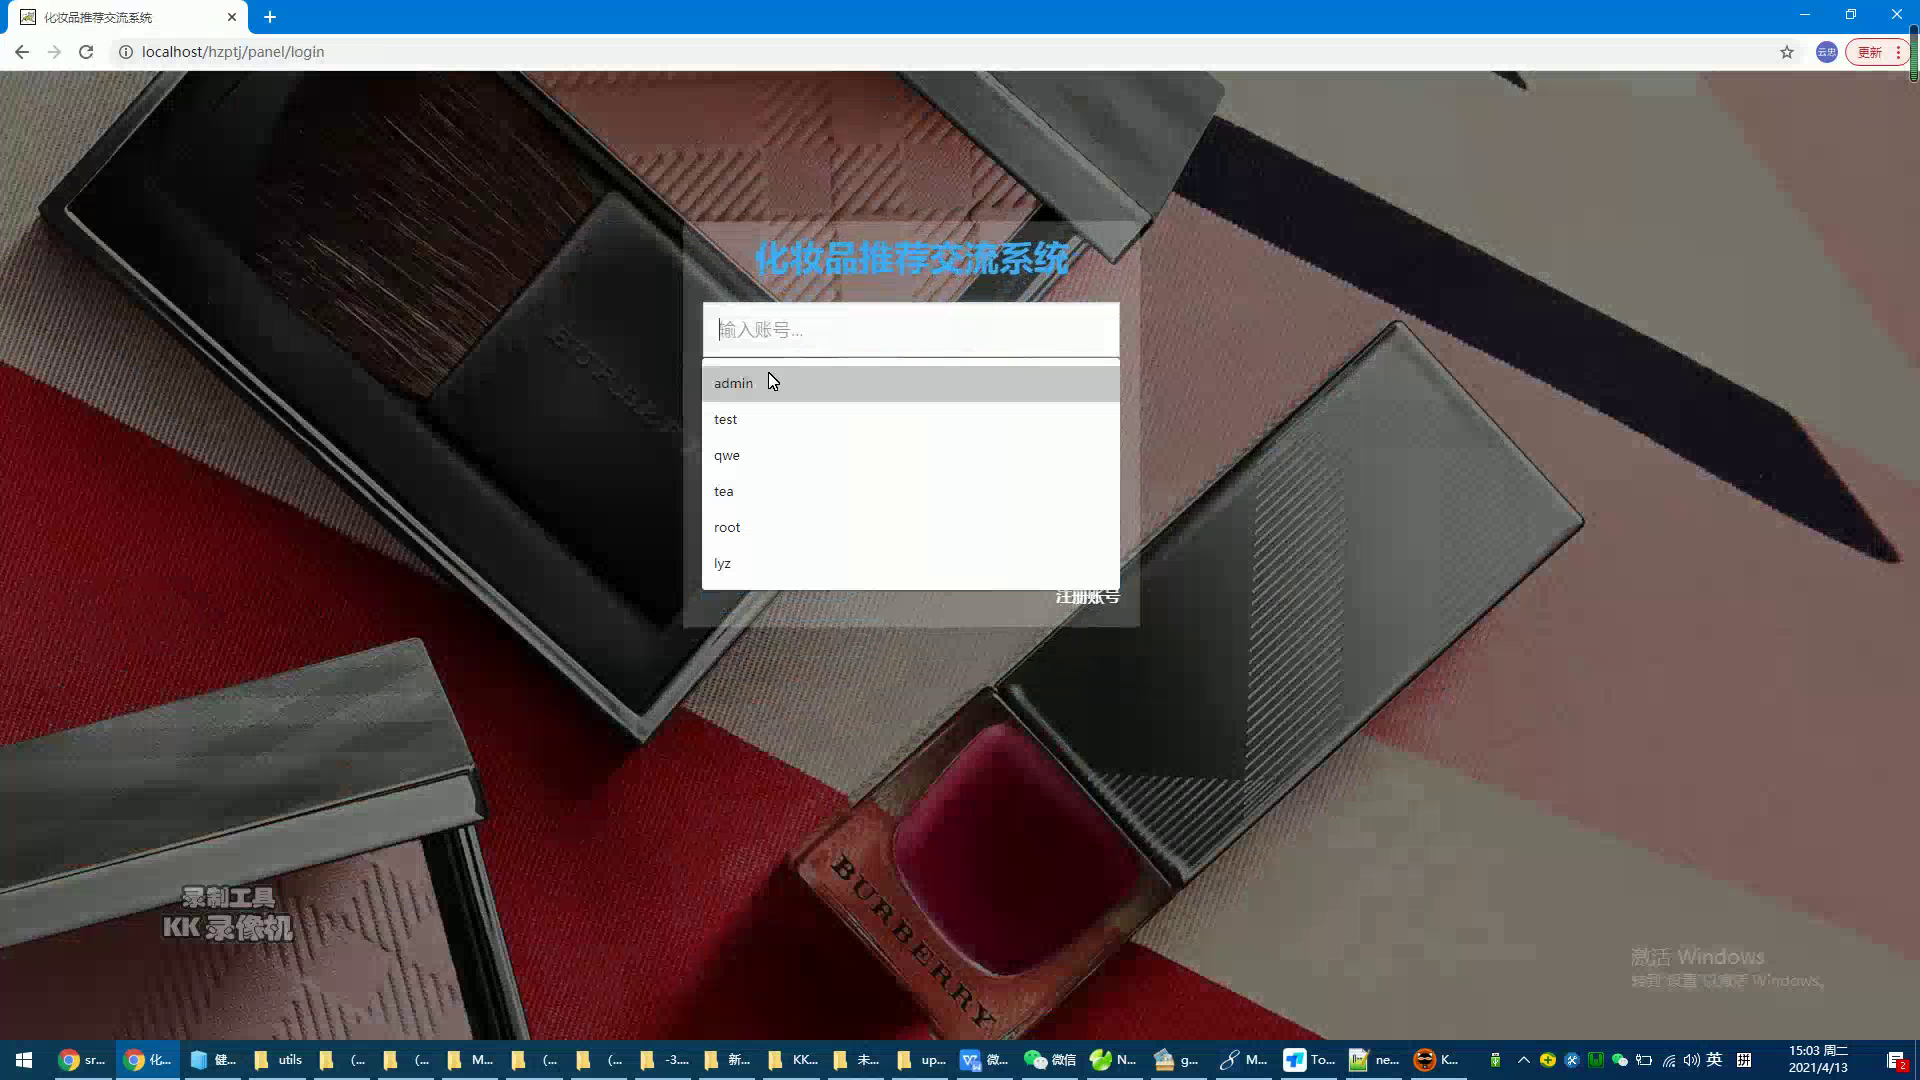 化妆品推荐交流系统
localhost/hzptj/panel/login
云忠
更新
化妆品推荐交流系统
输入账号...
admin
test
qwe
tea
root
lyz
注册账号
BURBERRY
录制工具
KK 录像机
激活 Windows
转到"设置"以激活 Windows。
sr...
化...
健...
utils
(...
(...
M...
(...
(...
-3....
新...
KK...
未...
up...
微...
微信
N...
g...
M...
To...
ne...
K...
英
拼
15:03 周二
2021/4/13
2